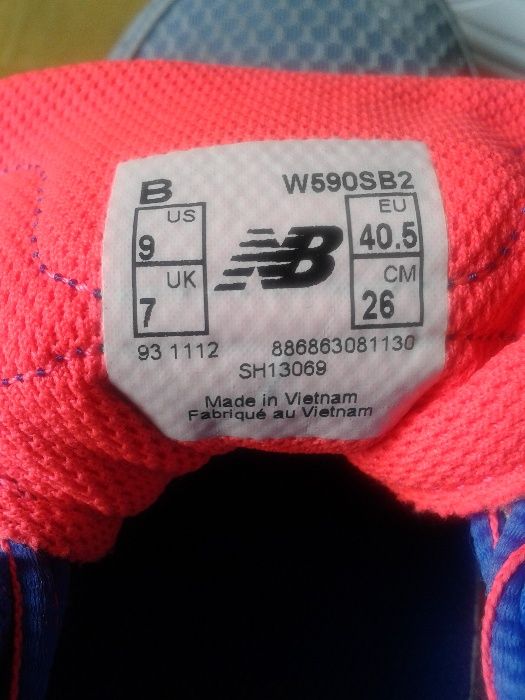 B W590SB2
US EU
9 NB 40.5
UK CM
7 26
93 1112 886863081130
SH13069
Made in Vietnam
Fabriqué au Vietnam